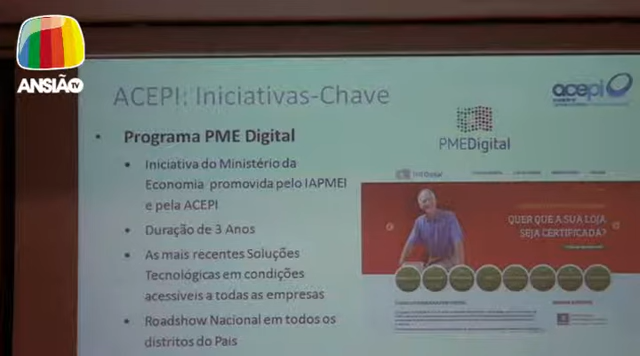 ANSIÃOTV
ACEPI: Iniciativas-Chave
acepi
• Programa PME Digital
PMEDigital
• Iniciativa do Ministério da
Economia promovida pelo IAPMEI
e pela ACEPI
• Duração de 3 Anos
• As mais recentes Soluções
Tecnológicas em condições
acessíveis a todas as empresas
• Roadshow Nacional em todos os
distritos do Pais
QUER QUE A SUA LOJA
SEJA CERTIFICADA?